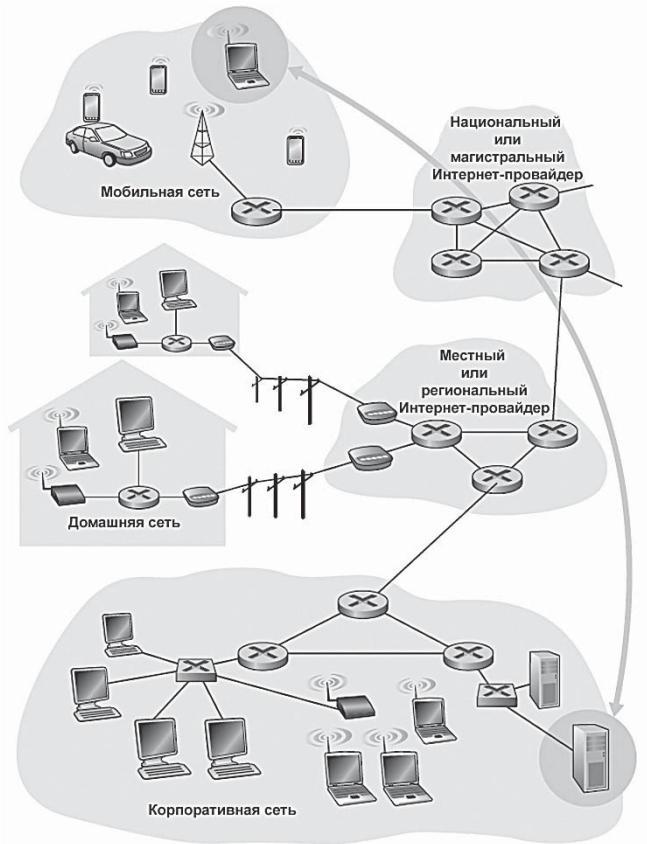 Национальный
или
магистральный
Интернет-провайдер
Мобильная сеть
Местный
или
региональный
Интернет-провайдер
Домашняя сеть
Корпоративная сеть